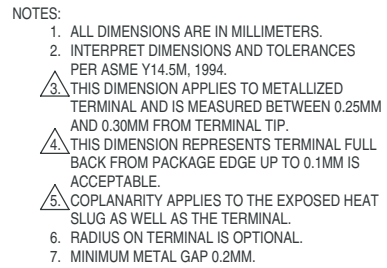 NOTES:
1. ALL DIMENSIONS ARE IN MILLIMETERS.
2. INTERPRET DIMENSIONS AND TOLERANCES
PER ASME Y14.5M, 1994.
3. THIS DIMENSION APPLIES TO METALLIZED
TERMINAL AND IS MEASURED BETWEEN 0.25MM
AND 0.30MM FROM TERMINAL TIP.
4. THIS DIMENSION REPRESENTS TERMINAL FULL
BACK FROM PACKAGE EDGE UP TO 0.1MM IS
ACCEPTABLE.
5. COPLANARITY APPLIES TO THE EXPOSED HEAT
SLUG AS WELL AS THE TERMINAL.
6. RADIUS ON TERMINAL IS OPTIONAL.
7. MINIMUM METAL GAP 0.2MM.